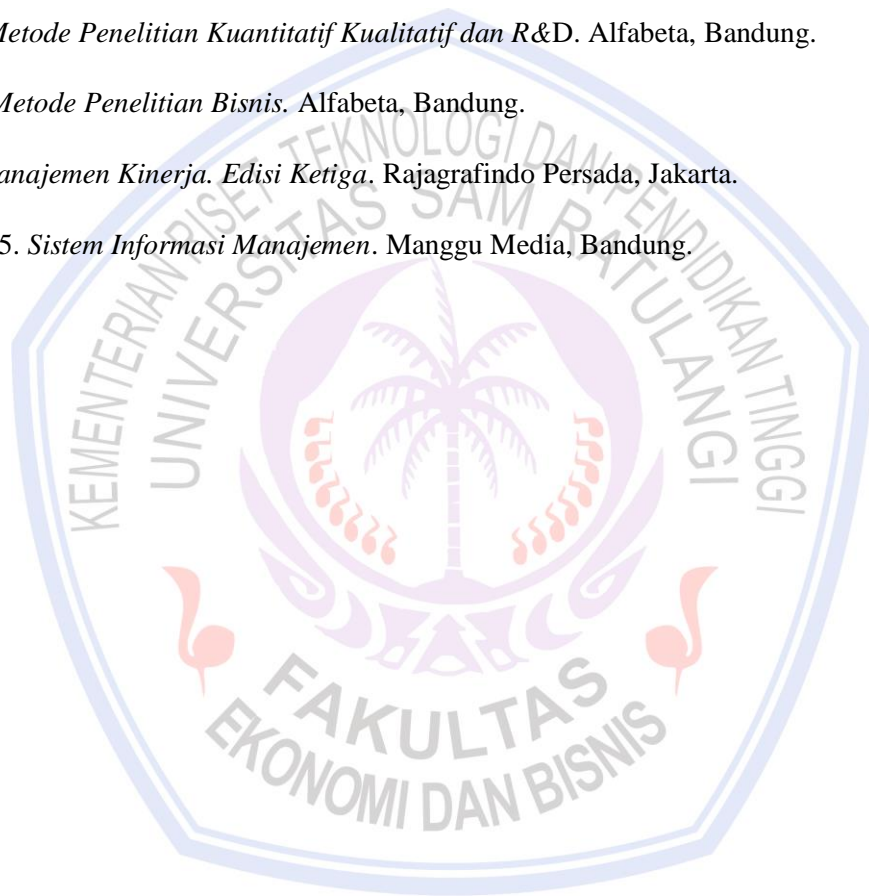 Metode Penelitian Kuantitatif Kualitatif dan R&D. Alfabeta, Bandung.
Metode Penelitian Bisnis. Alfabeta, Bandung.
anajemen Kinerja. Edisi Ketiga. Rajagrafindo Persada, Jakarta.
5. Sistem Informasi Manajemen. Manggu Media, Bandung.
KEMENTERIAN RISET TEKNOLOGI DAN PENDIDIKAN TINGGI
UNIVERSITAS SAM RATULANGI
FAKULTAS
EKONOMI DAN BISNIS